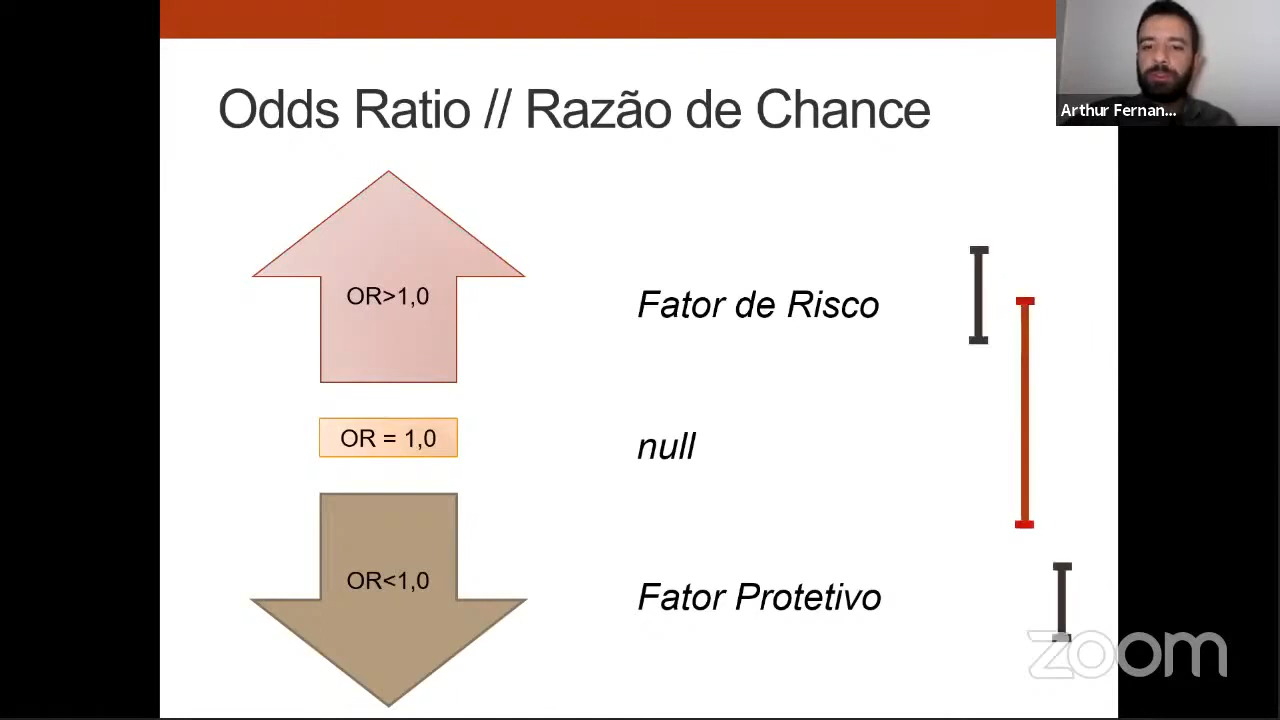 Odds Ratio // Razão de Chance
Arthur Fernan...
OR>1,0
Fator de Risco
OR = 1,0
null
OR<1,0
Fator Protetivo
zoom